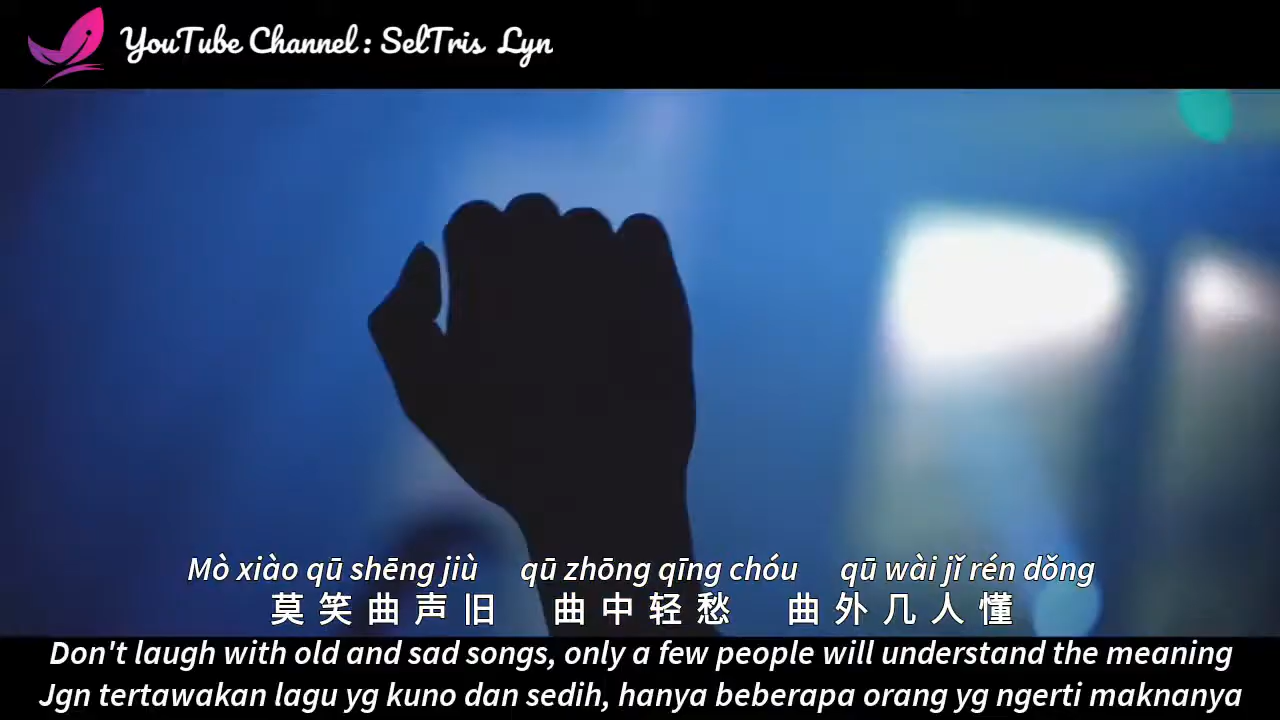 YouTube Channel : SelTris Lyn
Mò xiào qū shēng jiù qū zhōng qīng chóu qū wài jǐ rén dǒng
莫笑曲声旧 曲中轻愁 曲外几人懂
Don't laugh with old and sad songs, only a few people will understand the meaning
Jgn tertawakan lagu yg kuno dan sedih, hanya beberapa orang yg ngerti maknanya